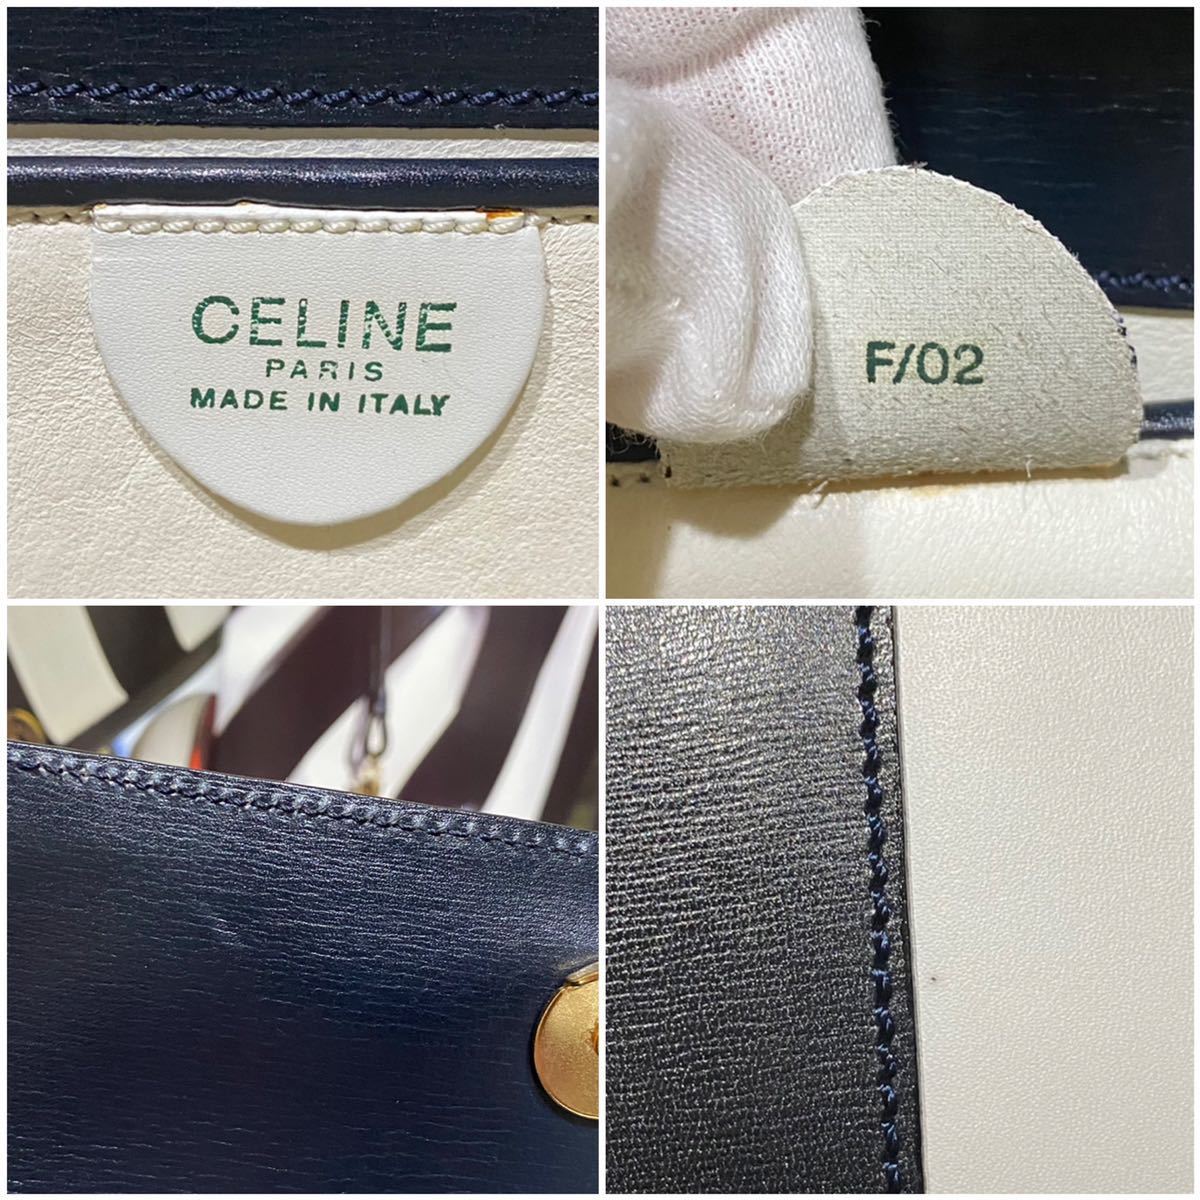 CELINE
PARIS
MADE IN ITALY
F/02